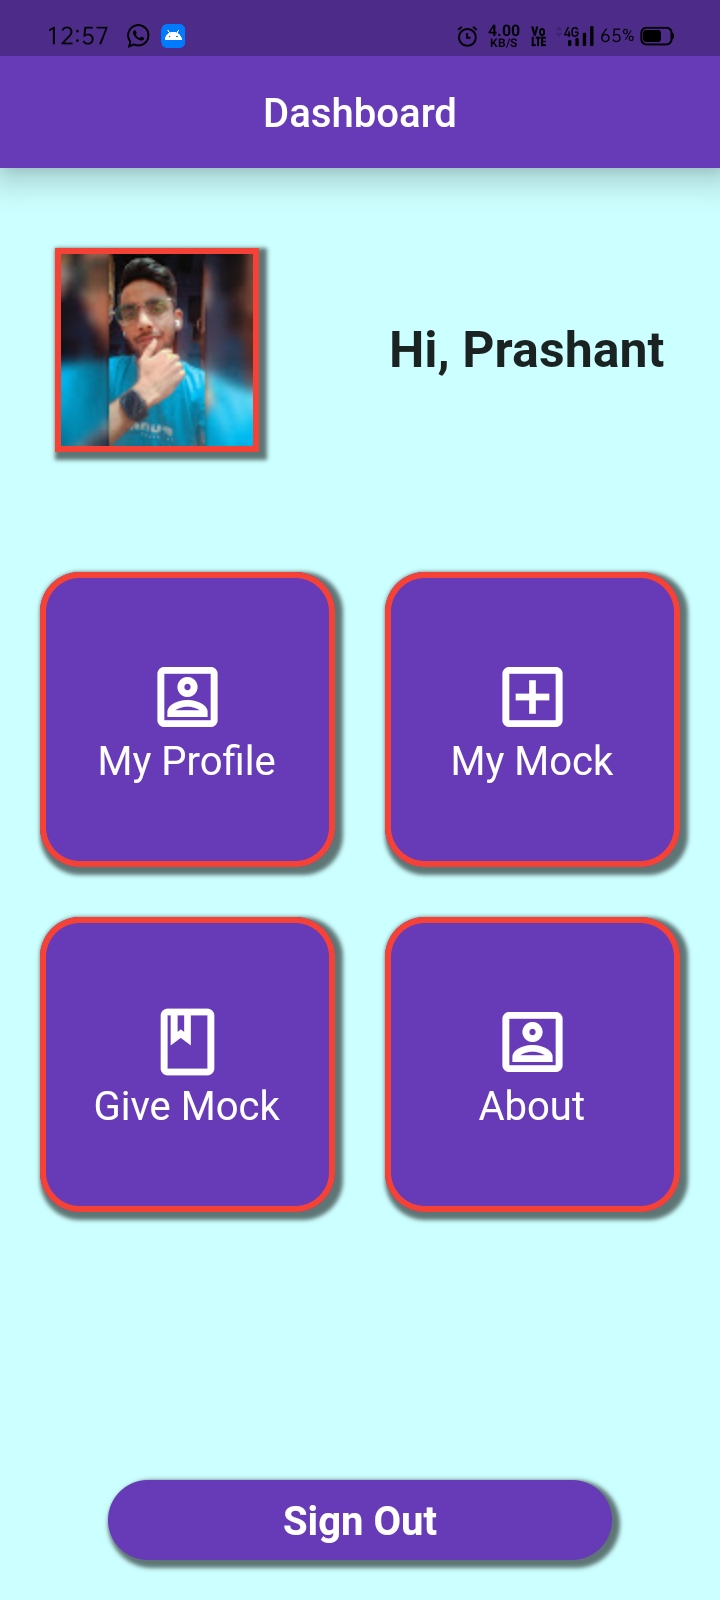 12:57 4.00 KB/S Vo LTE 4G 65%
Dashboard
Hi, Prashant
My Profile
My Mock
Give Mock
About
Sign Out